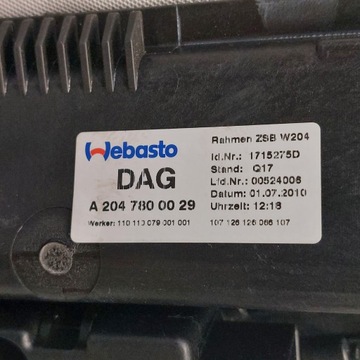 Webasto
DAG
A 204 780 00 29
Rahmen ZSB W204
Id.Nr.: 1715275D
Stand: Q17
Lfd.Nr.: 00524006
Datum: 01.07.2010
Uhrzeit: 12:18
Werker: 110 110 079 001 001
107 126 126 066 107